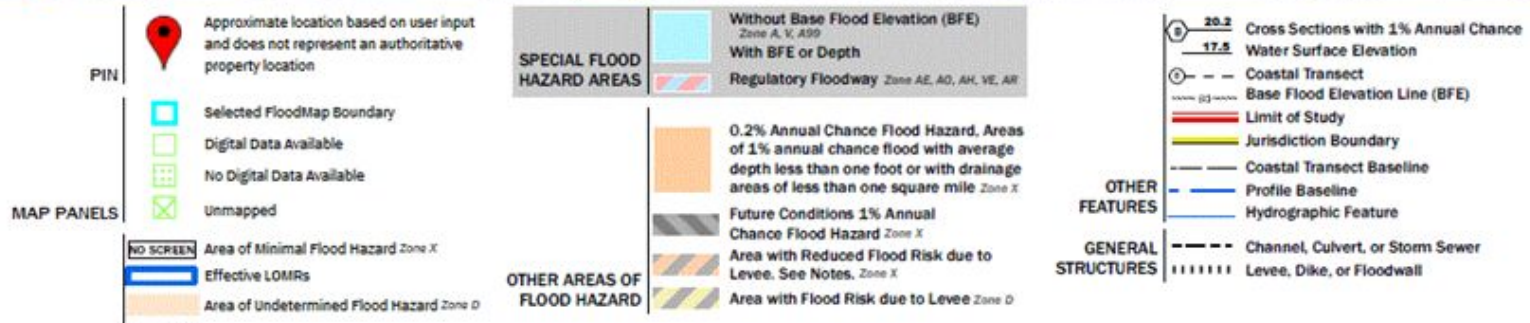 PIN
Approximate location based on user input
and does not represent an authoritative
property location
MAP PANELS
Selected FloodMap Boundary
Digital Data Available
No Digital Data Available
Unmapped
NO SCREEN Area of Minimal Flood Hazard Zone X
Effective LOMRs
Area of Undetermined Flood Hazard Zone D
SPECIAL FLOOD
HAZARD AREAS
Without Base Flood Elevation (BFE)
Zone A, V, A99
With BFE or Depth
Regulatory Floodway Zone AE, AO, AH, VE, AR
OTHER AREAS OF
FLOOD HAZARD
0.2% Annual Chance Flood Hazard, Areas
of 1% annual chance flood with average
depth less than one foot or with drainage
areas of less than one square mile Zone X
Future Conditions 1% Annual
Chance Flood Hazard Zone X
Area with Reduced Flood Risk due to
Levee. See Notes. Zone X
Area with Flood Risk due to Levee Zone D
OTHER
FEATURES
20.2 Cross Sections with 1% Annual Chance
17.5 Water Surface Elevation
Coastal Transect
Base Flood Elevation Line (BFE)
Limit of Study
Jurisdiction Boundary
Coastal Transect Baseline
Profile Baseline
Hydrographic Feature
GENERAL
STRUCTURES
Channel, Culvert, or Storm Sewer
Levee, Dike, or Floodwall